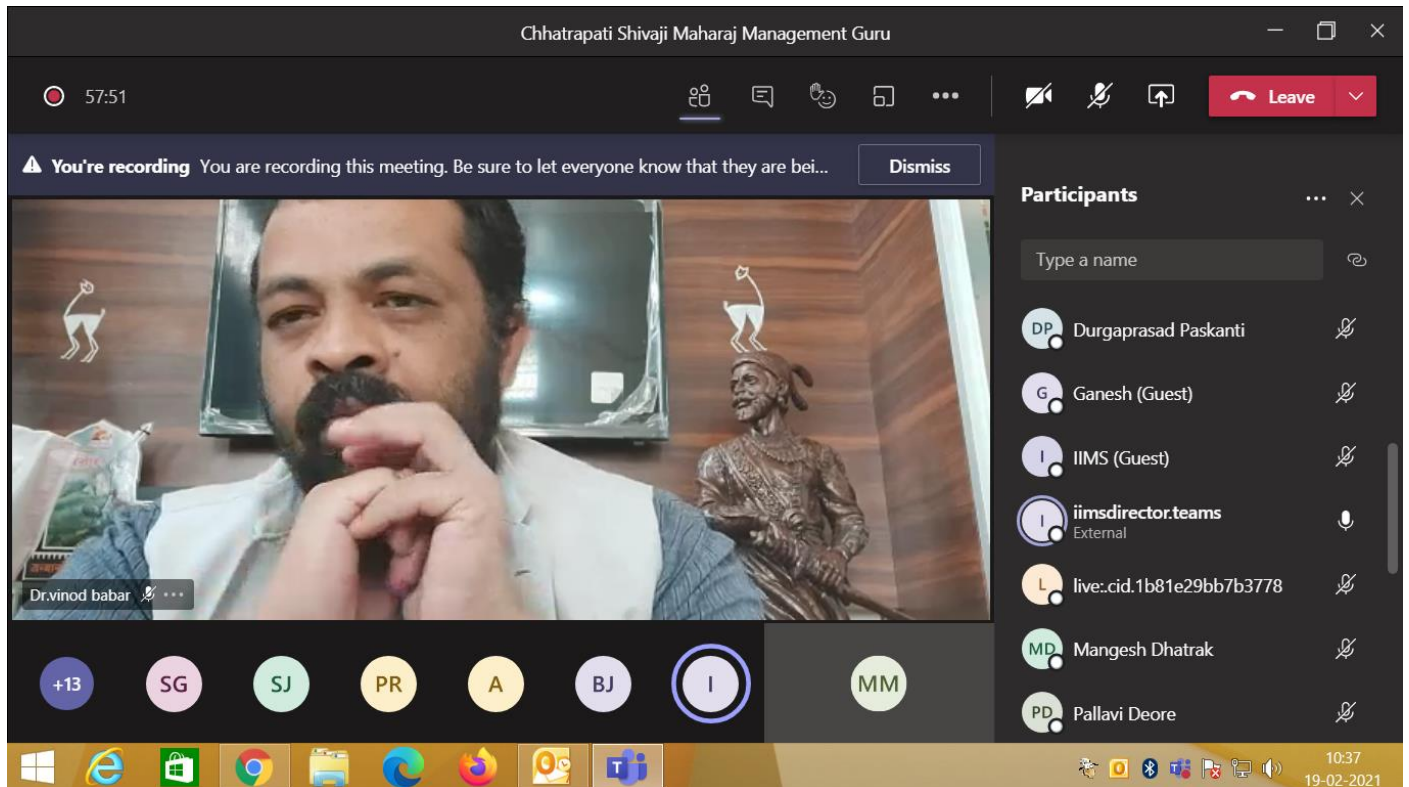 Chhatrapati Shivaji Maharaj Management Guru
57:51
Leave
You're recording You are recording this meeting. Be sure to let everyone know that they are bei...
Dismiss
Participants
Type a name
DP Durgaprasad Paskanti
G Ganesh (Guest)
I IIMS (Guest)
I iimsdirector.teams
External
L live:.cid.1b81e29bb7b3778
MD Mangesh Dhatrak
PD Pallavi Deore
Dr.vinod babar
+13 SG SJ PR A BJ I MM
10:37
19-02-2021